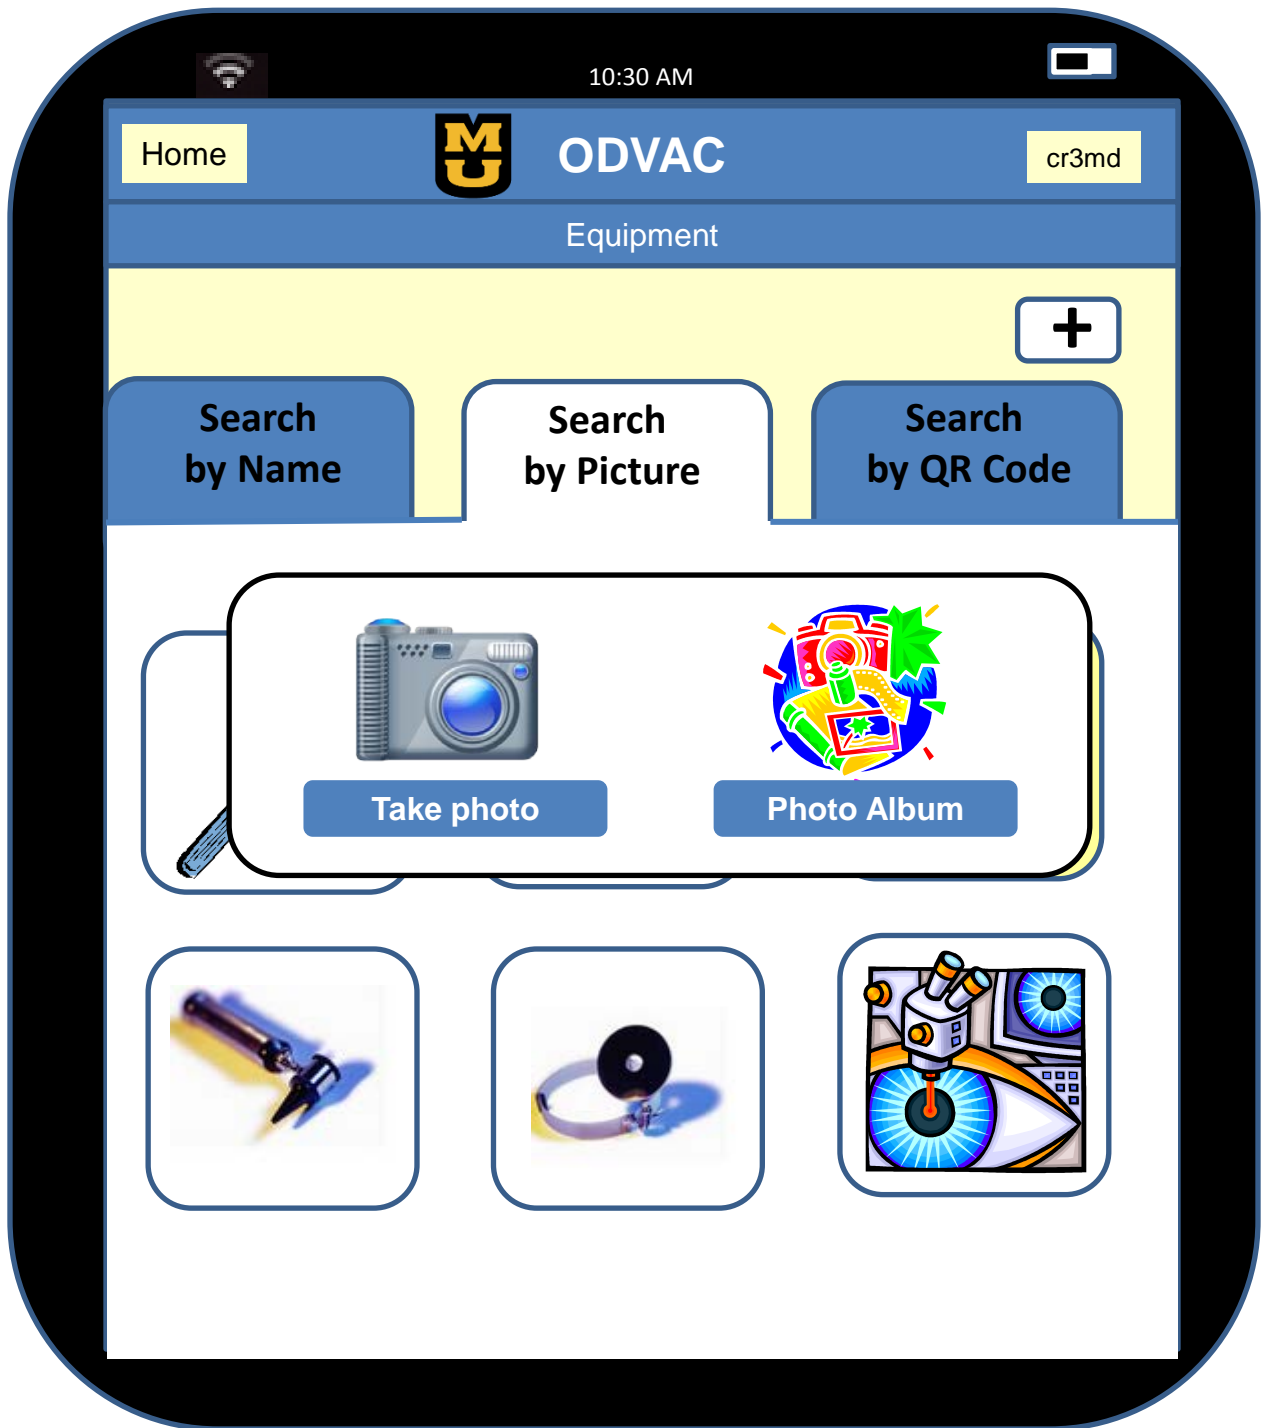 10:30 AM
Home
MU
ODVAC
cr3md
Equipment
+
Search
by Name
Search
by Picture
Search
by QR Code
Take photo
Photo Album